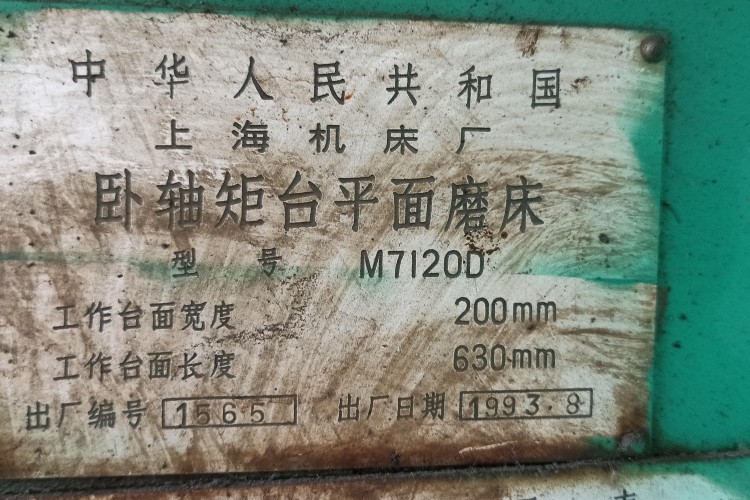 中华人民共和国
上海机床厂
卧轴矩台平面磨床
型号 M7120D
工作台面宽度 200mm
工作台面长度 630mm
出厂编号 1565 出厂日期 1993.8